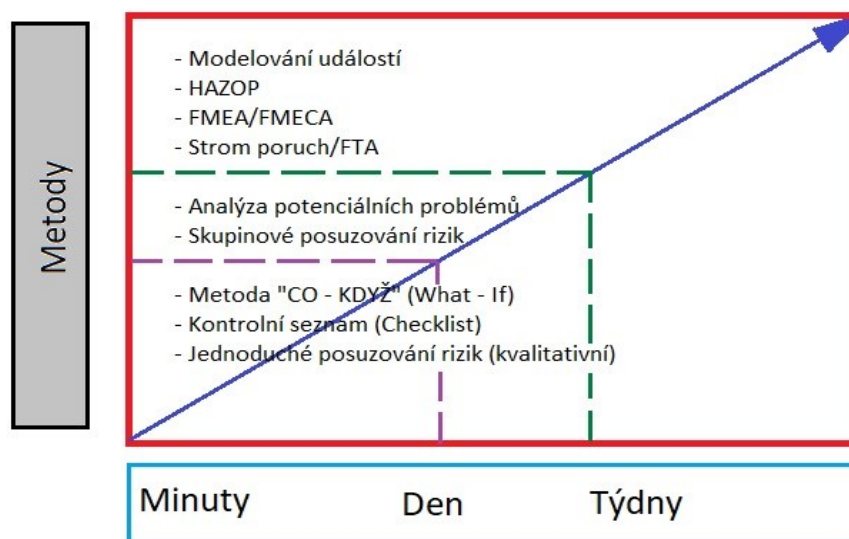 Metody
- Modelování událostí
- HAZOP
- FMEA/FMECA
- Strom poruch/FTA
- Analýza potenciálních problémů
- Skupinové posuzování rizik
- Metoda "CO - KDYŽ" (What - If)
- Kontrolní seznam (Checklist)
- Jednoduché posuzování rizik (kvalitativní)
Minuty Den Týdny